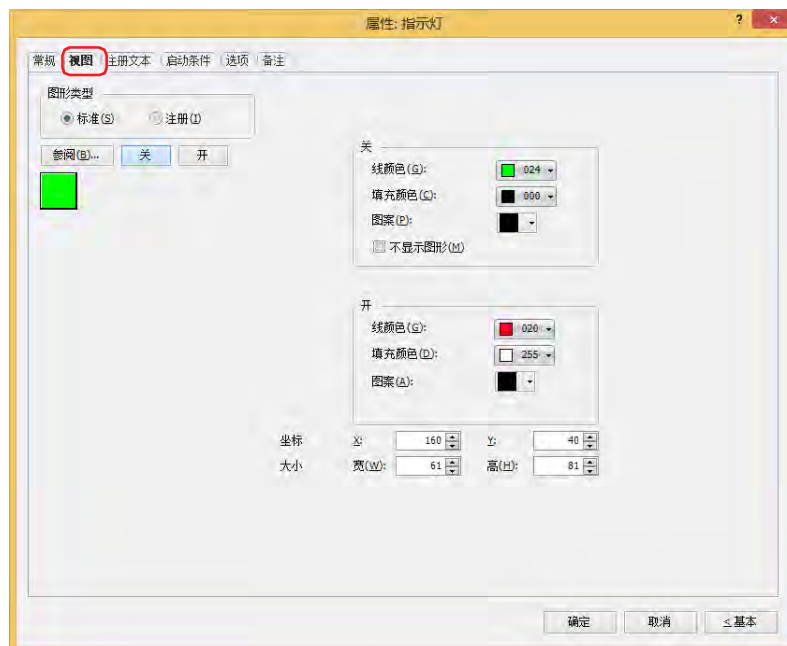 属性: 指示灯
?
常规 视图 注册文本 启动条件 选项 备注
图形类型
标准(S) 注册(I)
参阅(B)... 关 开
关
线颜色(G): 024
填充颜色(C): 000
图案(P):
不显示图形(M)
开
线颜色(G): 020
填充颜色(D): 255
图案(A):
坐标 X: 160 Y: 40
大小 宽(W): 61 高(H): 81
确定 取消 <基本